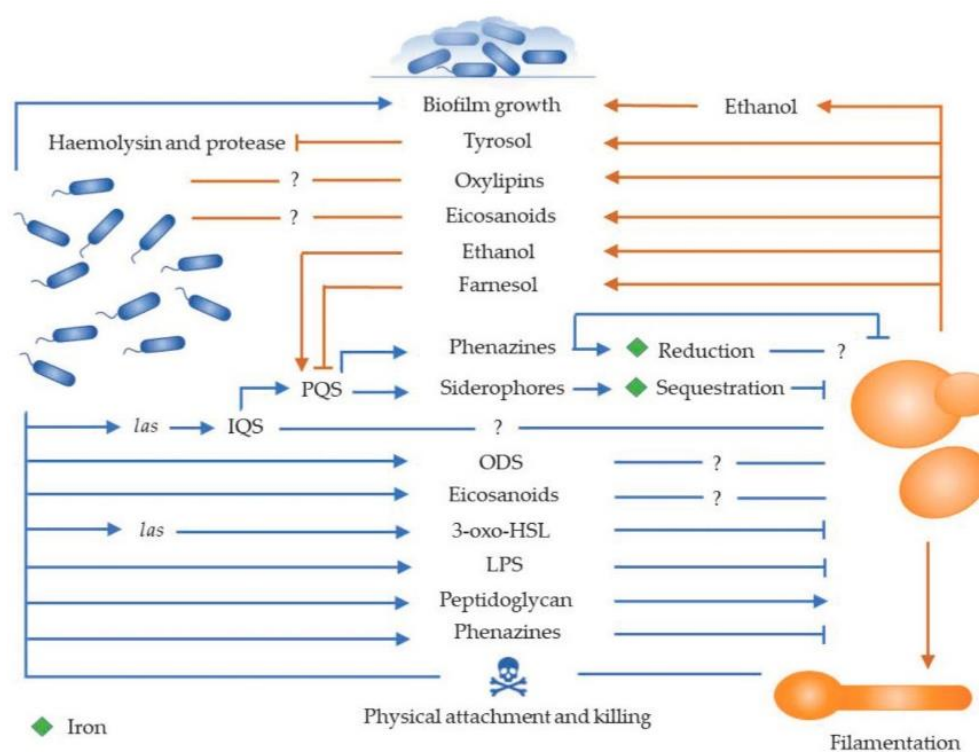 Biofilm growth Ethanol
Haemolysin and protease Tyrosol
? Oxylipins
? Eicosanoids
Ethanol
Farnesol
Phenazines Reduction ?
PQS Siderophores Sequestration
las IQS ?
ODS ?
Eicosanoids ?
las 3-oxo-HSL
LPS
Peptidoglycan
Phenazines
Physical attachment and killing
Iron
Filamentation